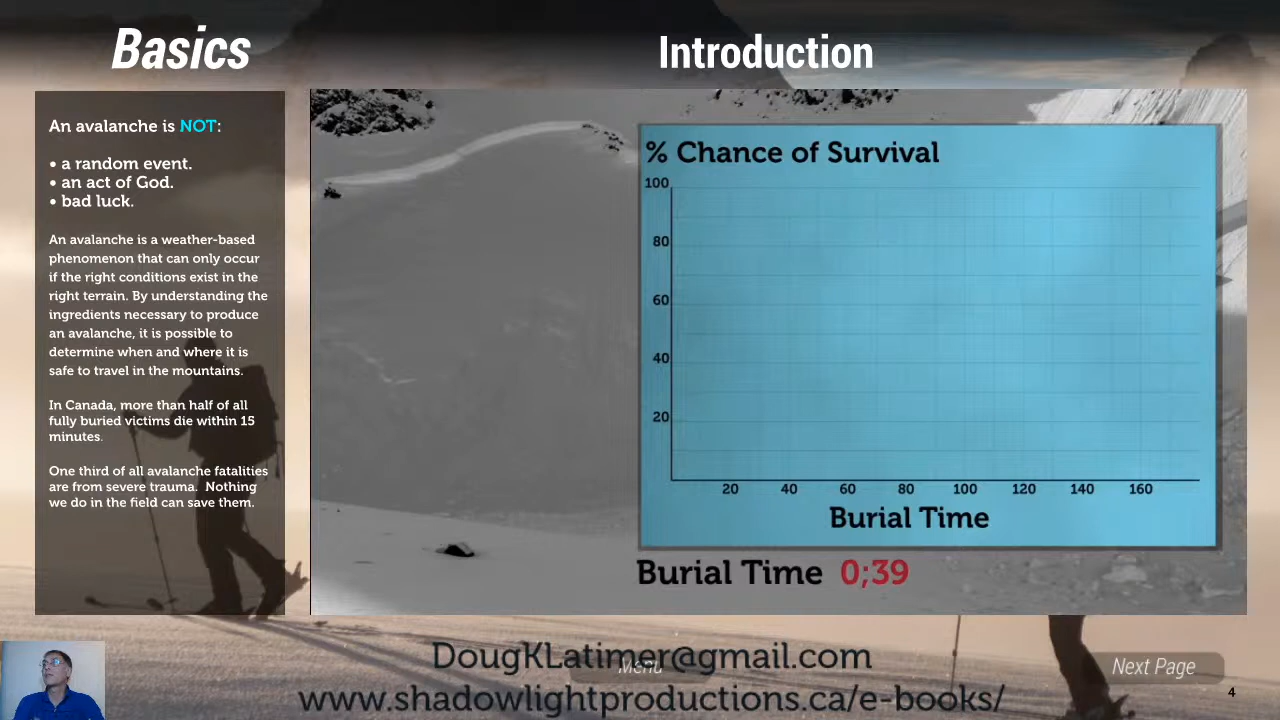 Basics
Introduction
An avalanche is NOT:
• a random event.
• an act of God.
• bad luck.
An avalanche is a weather-based
phenomenon that can only occur
if the right conditions exist in the
right terrain. By understanding the
ingredients necessary to produce
an avalanche, it is possible to
determine when and where it is
safe to travel in the mountains.
In Canada, more than half of all
fully buried victims die within 15
minutes.
One third of all avalanche fatalities
are from severe trauma. Nothing
we do in the field can save them.
% Chance of Survival
100
80
60
40
20
20 40 60 80 100 120 140 160
Burial Time
Burial Time 0;39
DougKLatimer@gmail.com
Menu
Next Page
www.shadowlightproductions.ca/e-books/
4